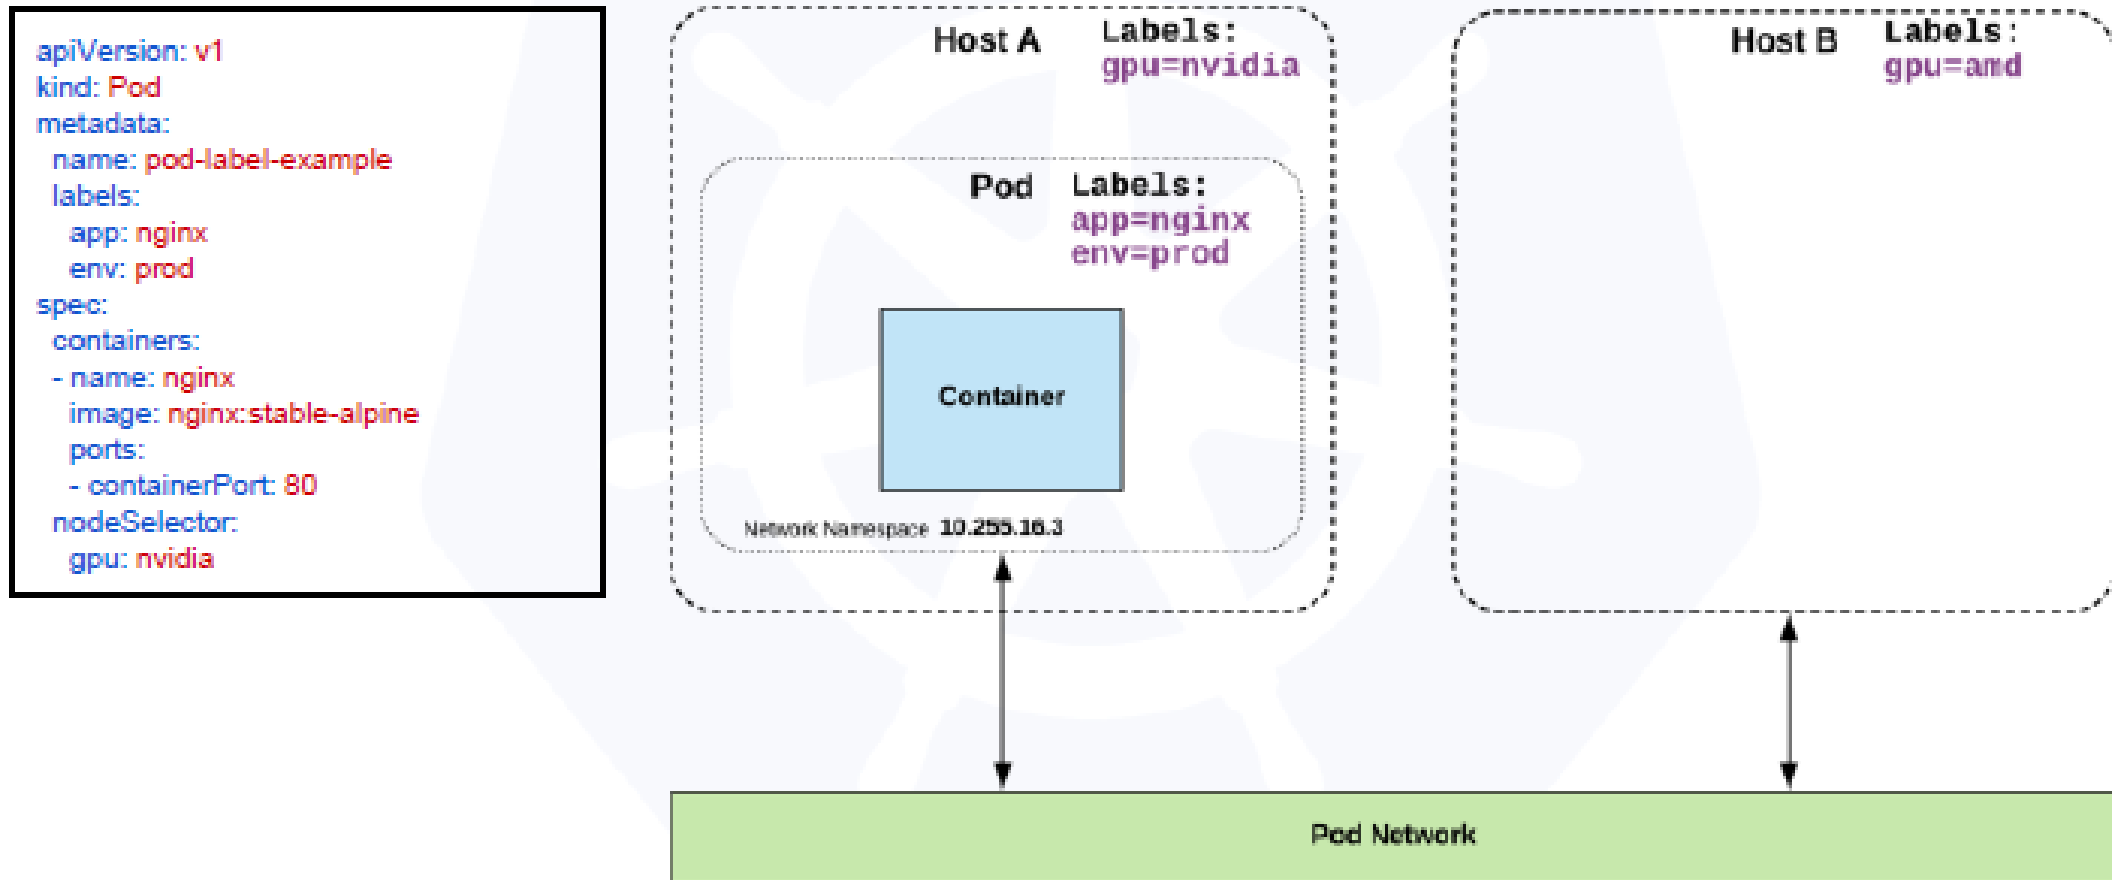 apiVersion: v1
kind: Pod
metadata:
  name: pod-label-example
  labels:
    app: nginx
    env: prod
spec:
  containers:
  - name: nginx
    image: nginx:stable-alpine
    ports:
    - containerPort: 80
  nodeSelector:
    gpu: nvidia
Host A
Labels:
gpu=nvidia
Pod
Labels:
app=nginx
env=prod
Container
Network Namespace 10.255.16.3
Host B
Labels:
gpu=amd
Pod Network